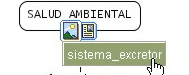 SALUD AMBIENTAL
sistema_excretor